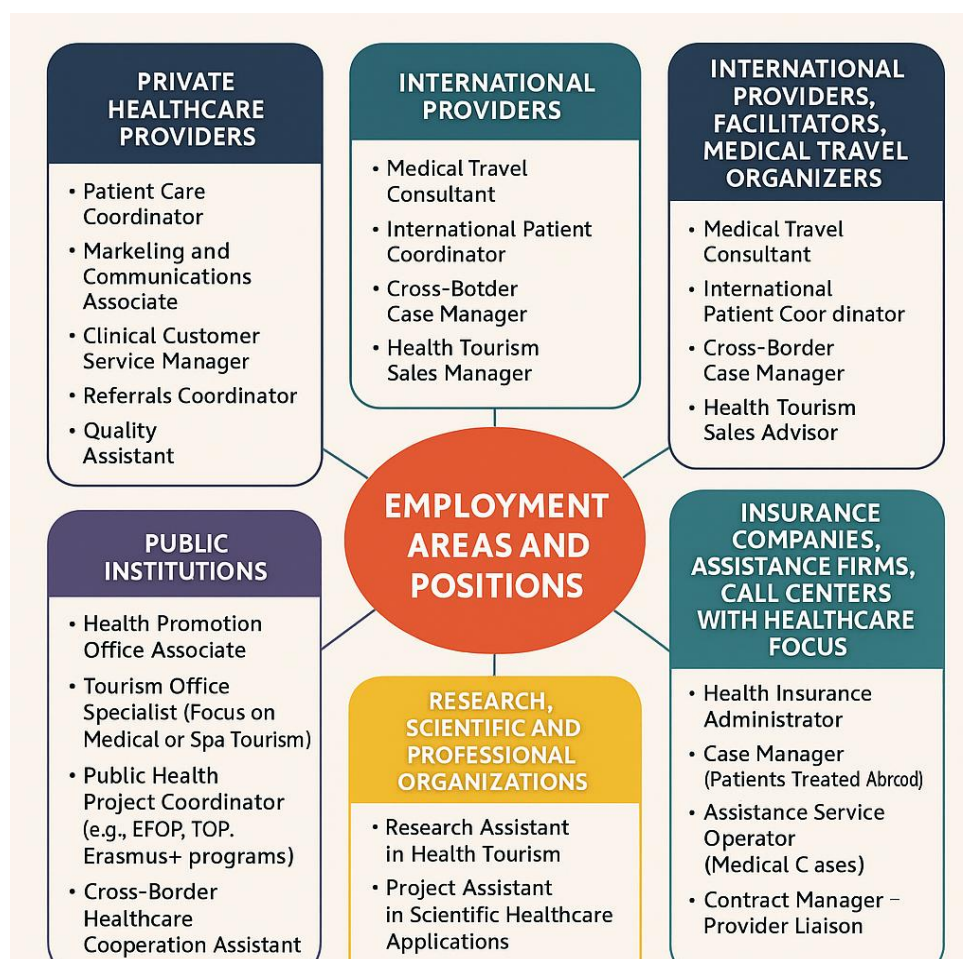 PRIVATE
HEALTHCARE
PROVIDERS
• Patient Care
Coordinator
• Markeling and
Communications
Associate
• Clinical Customer
Service Manager
• Referrals Coordinator
• Quality
Assistant
INTERNATIONAL
PROVIDERS
• Medical Travel
Consultant
• International Patient
Coordinator
• Cross-Botder
Case Manager
• Health Tourism
Sales Manager
INTERNATIONAL
PROVIDERS,
FACILITATORS,
MEDICAL TRAVEL
ORGANIZERS
• Medical Travel
Consultant
• International
Patient Coor dinator
• Cross-Border
Case Manager
• Health Tourism
Sales Advisor
EMPLOYMENT
AREAS AND
POSITIONS
PUBLIC
INSTITUTIONS
• Health Promotion
Office Associate
• Tourism Office
Specialist (Focus on
Medical or Spa Tourism)
• Public Health
Project Coordinator
(e.g., EFOP, TOP.
Erasmus+ programs)
• Cross-Border
Healthcare
Cooperation Assistant
RESEARCH,
SCIENTIFIC AND
PROFESSIONAL
ORGANIZATIONS
• Research Assistant
in Health Tourism
• Project Assistant
in Scientific Healthcare
Applications
INSURANCE
COMPANIES,
ASSISTANCE FIRMS,
CALL CENTERS
WITH HEALTHCARE
FOCUS
• Health Insurance
Administrator
• Case Manager
(Patients Treated Abrcod)
• Assistance Service
Operator
(Medical C ases)
• Contract Manager –
Provider Liaison